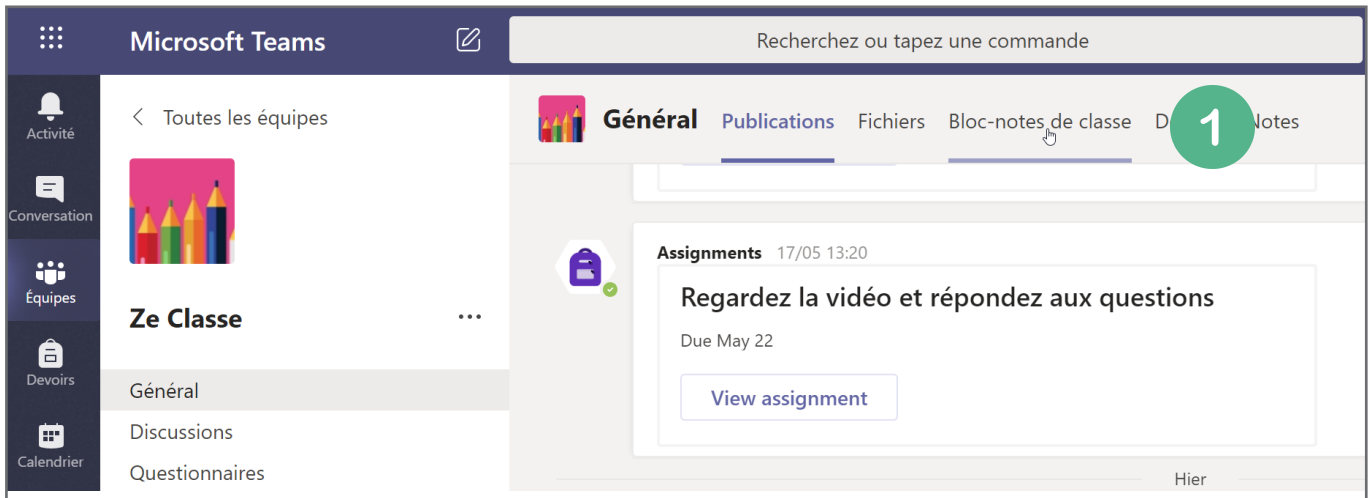 Microsoft Teams
Recherchez ou tapez une commande
Activité
Conversation
Équipes
Devoirs
Calendrier
Toutes les équipes
Ze Classe
...
Général
Discussions
Questionnaires
Général Publications Fichiers Bloc-notes de classe 1
Assignments 17/05 13:20
Regardez la vidéo et répondez aux questions
Due May 22
View assignment
Hier